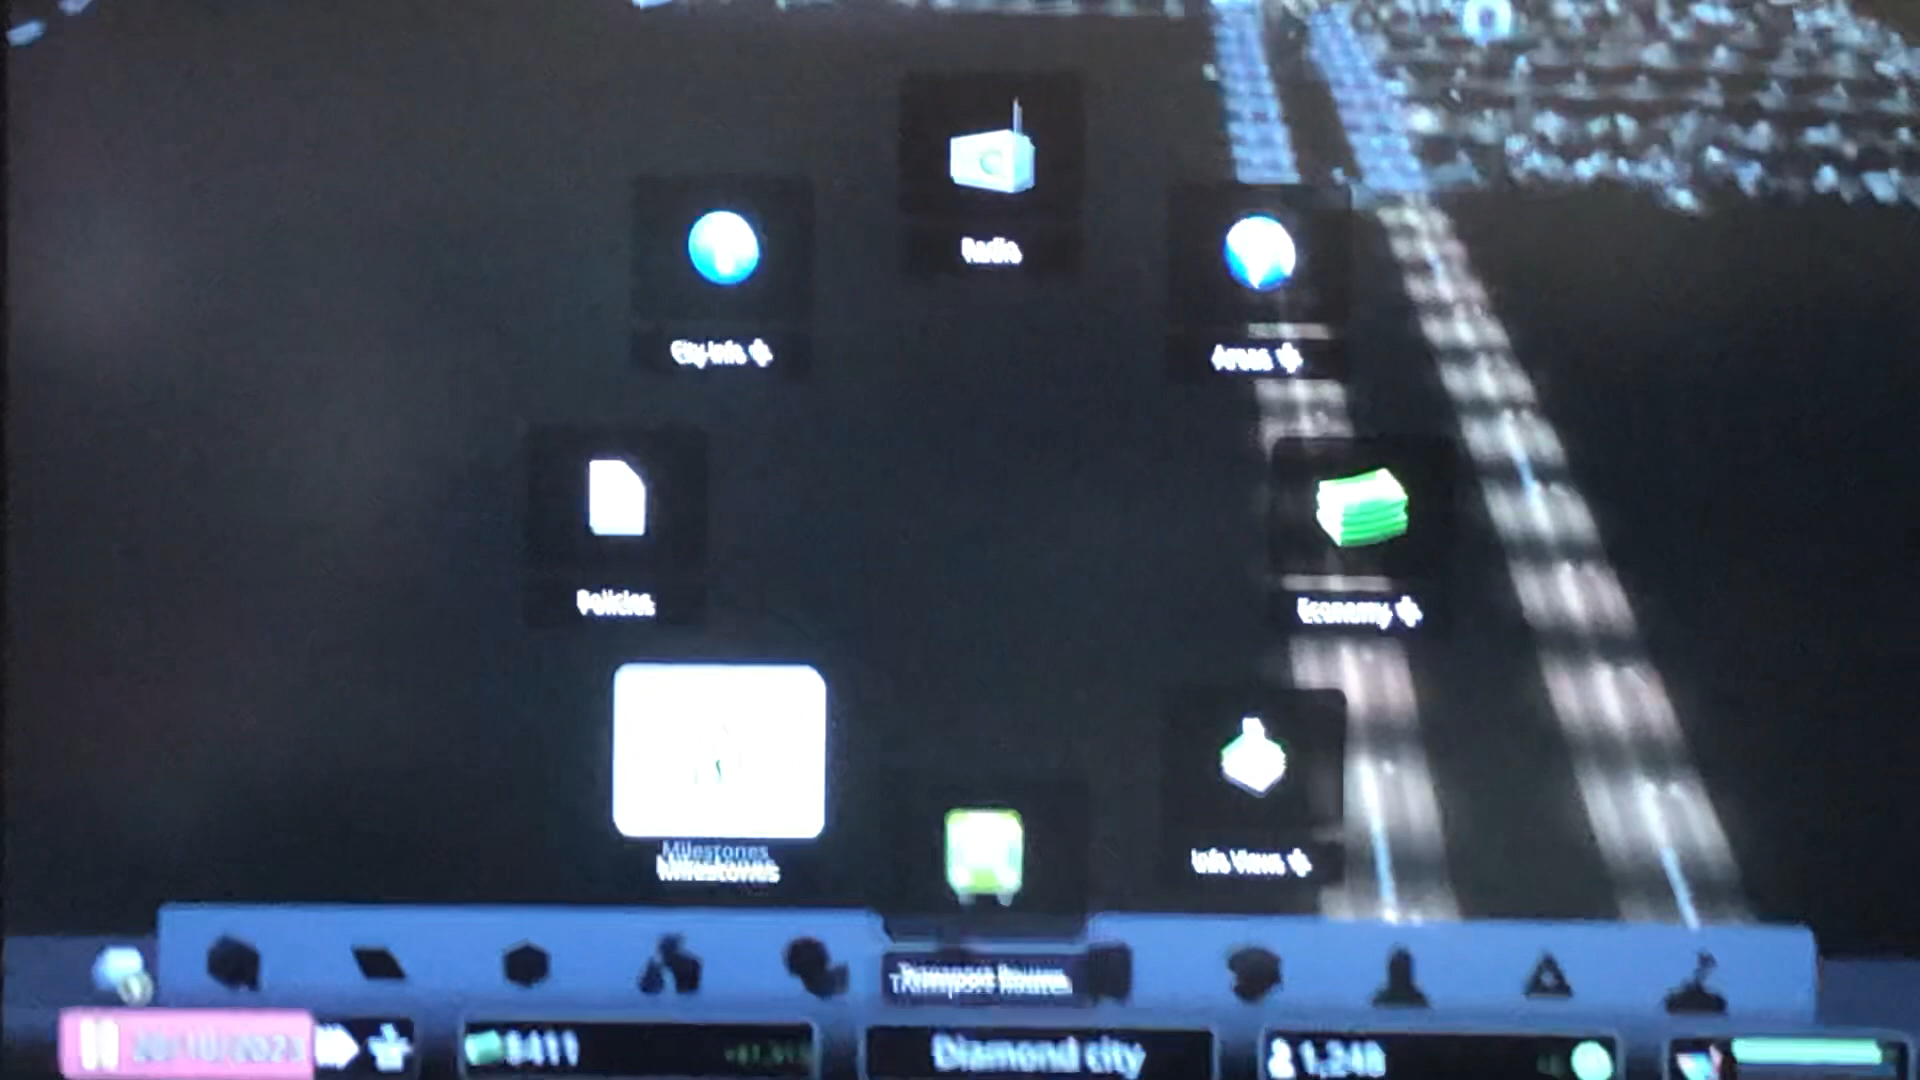 Radio
City Info
Areas
Policies
Economy
Milestones
Info Views
Transport Routes
Diamond city
1,248